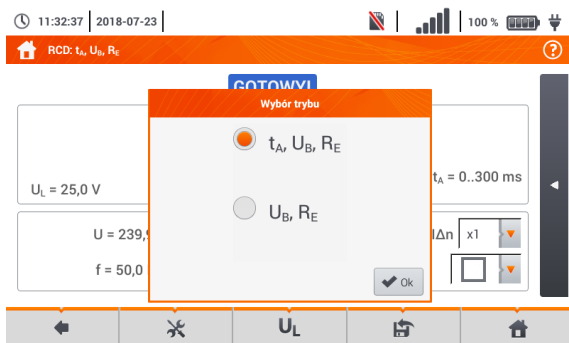 11:32:37 2018-07-23 100 %
RCD: tA, UB, RE ?
GOTOWY!
Wybór trybu
tA, UB, RE
UL = 25,0 V
tA = 0..300 ms
UB, RE
U = 239,
IΔn x1
f = 50,0
Ok
UL